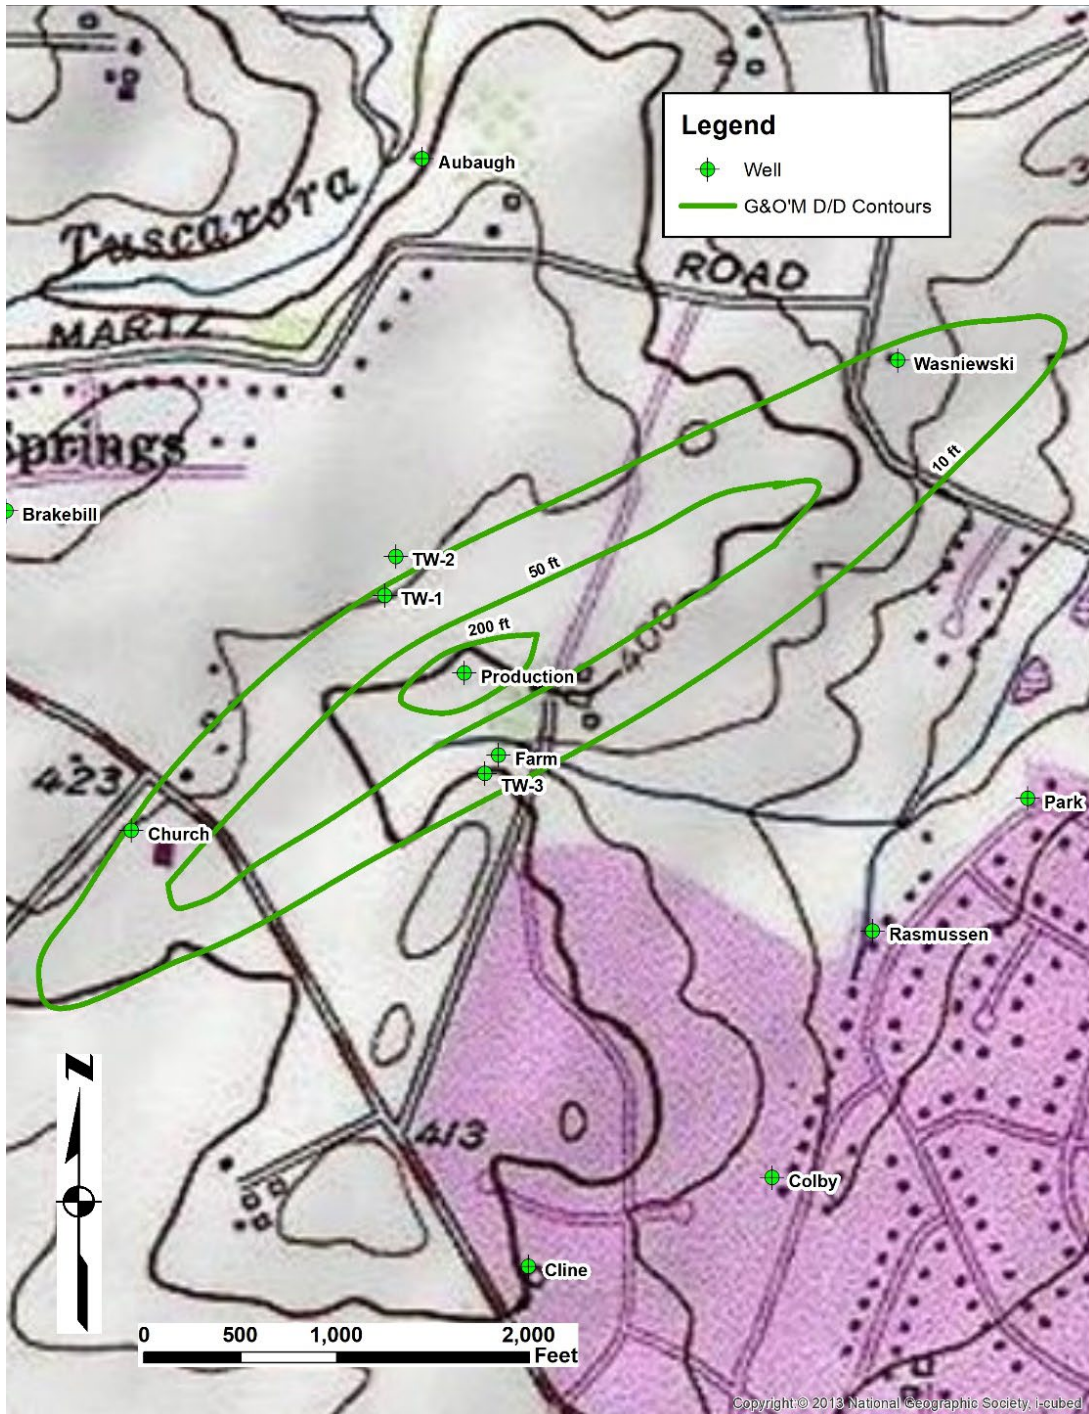 Legend
Well
G&O'M D/D Contours
Aubaugh
Tuscarora
ROAD
MARTZ
Wasniewski
Springs
10 ft
Brakebill
TW-2
50 ft
TW-1
200 ft
400
Production
Farm
TW-3
423
Church
Park
Rasmussen
N
413
Colby
Cline
0 500 1,000 2,000
Feet
Copyright:© 2013 National Geographic Society, i-cubed